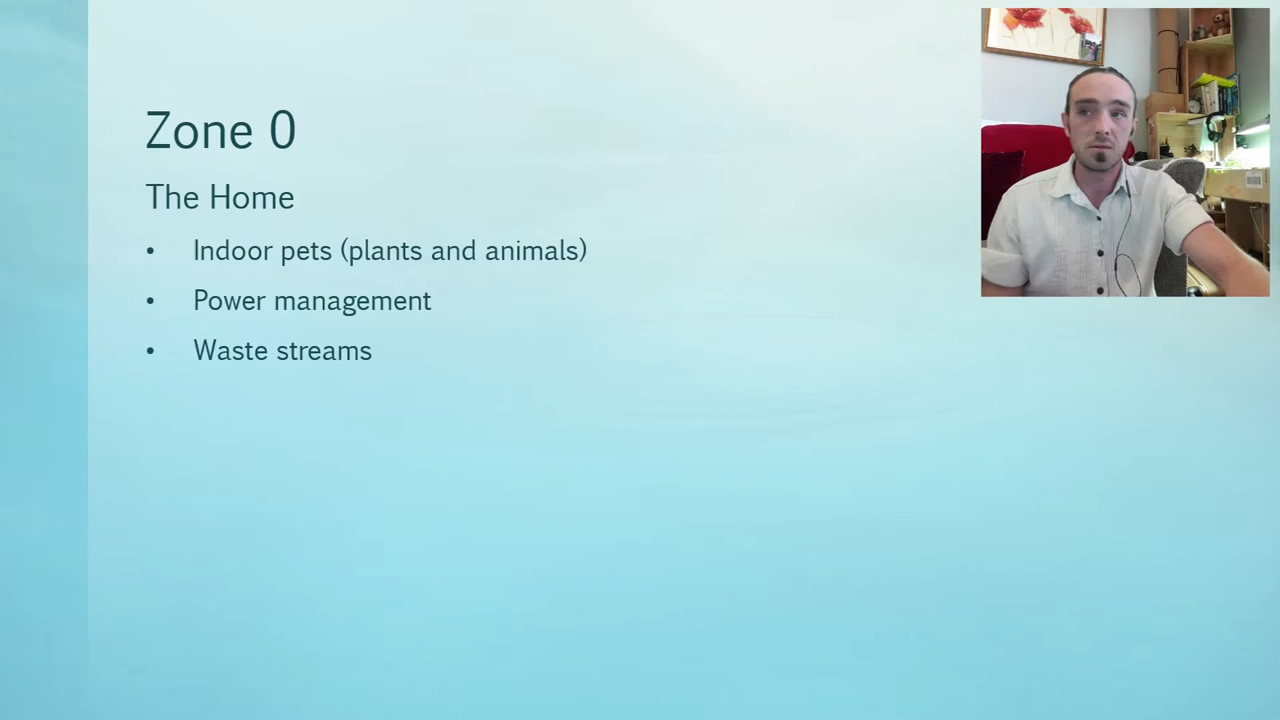 Zone 0
The Home
• Indoor pets (plants and animals)
• Power management
• Waste streams